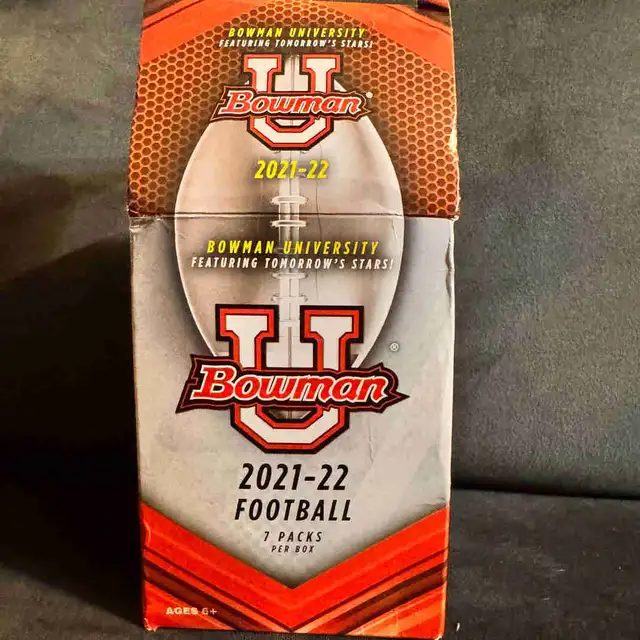 BOWMAN UNIVERSITY
FEATURING TOMORROW'S STARS!
U
Bowman®
2021-22
BOWMAN UNIVERSITY
FEATURING TOMORROW'S STARS!
U
®
Bowman
2021-22
FOOTBALL
7 PACKS
PER BOX
AGES 6+